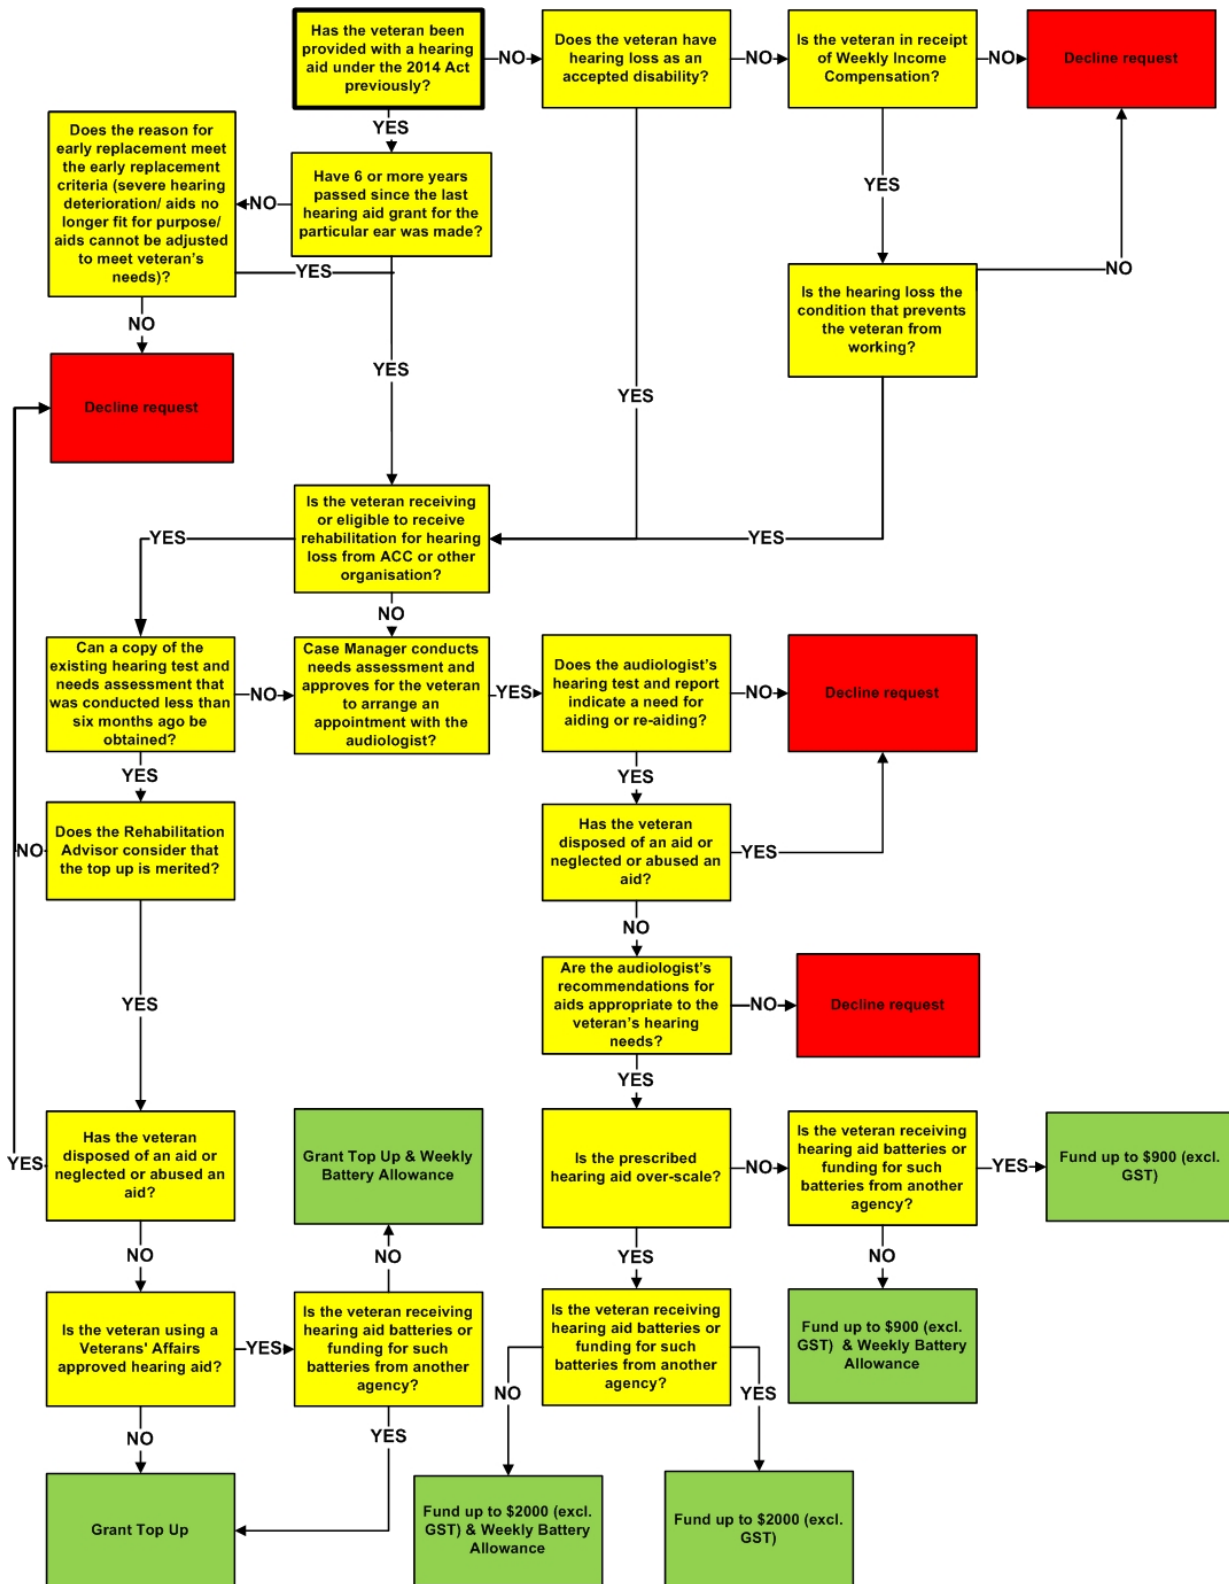 Has the veteran been
provided with a hearing
aid under the 2014 Act
previously?
NO
Does the veteran have
hearing loss as an
accepted disability?
NO
Is the veteran in receipt
of Weekly Income
Compensation?
NO
Decline request
YES
Does the reason for
early replacement meet
the early replacement
criteria (severe hearing
deterioration/ aids no
longer fit for purpose/
aids cannot be adjusted
to meet veteran's
needs)?
NO
Have 6 or more years
passed since the last
hearing aid grant for the
particular ear was made?
YES
YES
NO
Is the hearing loss the
condition that prevents
the veteran from
working?
NO
Decline request
YES
YES
Is the veteran receiving
or eligible to receive
rehabilitation for hearing
loss from ACC or other
organisation?
YES
YES
NO
Can a copy of the
existing hearing test and
needs assessment that
was conducted less than
six months ago be
obtained?
NO
Case Manager conducts
needs assessment and
approves for the veteran
to arrange an
appointment with the
audiologist?
YES
Does the audiologist's
hearing test and report
indicate a need for
aiding or re-aiding?
NO
Decline request
YES
YES
Does the Rehabilitation
Advisor consider that
the top up is merited?
NO
Has the veteran
disposed of an aid or
neglected or abused an
aid?
YES
NO
YES
Are the audiologist's
recommendations for
aids appropriate to the
veteran's hearing
needs?
NO
Decline request
YES
Has the veteran
disposed of an aid or
neglected or abused an
aid?
YES
Grant Top Up & Weekly
Battery Allowance
Is the prescribed
hearing aid over-scale?
NO
Is the veteran receiving
hearing aid batteries or
funding for such
batteries from another
agency?
YES
Fund up to $900 (excl.
GST)
NO
NO
YES
NO
Is the veteran using a
Veterans' Affairs
approved hearing aid?
YES
Is the veteran receiving
hearing aid batteries or
funding for such
batteries from another
agency?
Is the veteran receiving
hearing aid batteries or
funding for such
batteries from another
agency?
Fund up to $900 (excl.
GST) & Weekly Battery
Allowance
NO
YES
NO
YES
Grant Top Up
Fund up to $2000 (excl.
GST) & Weekly Battery
Allowance
Fund up to $2000 (excl.
GST)